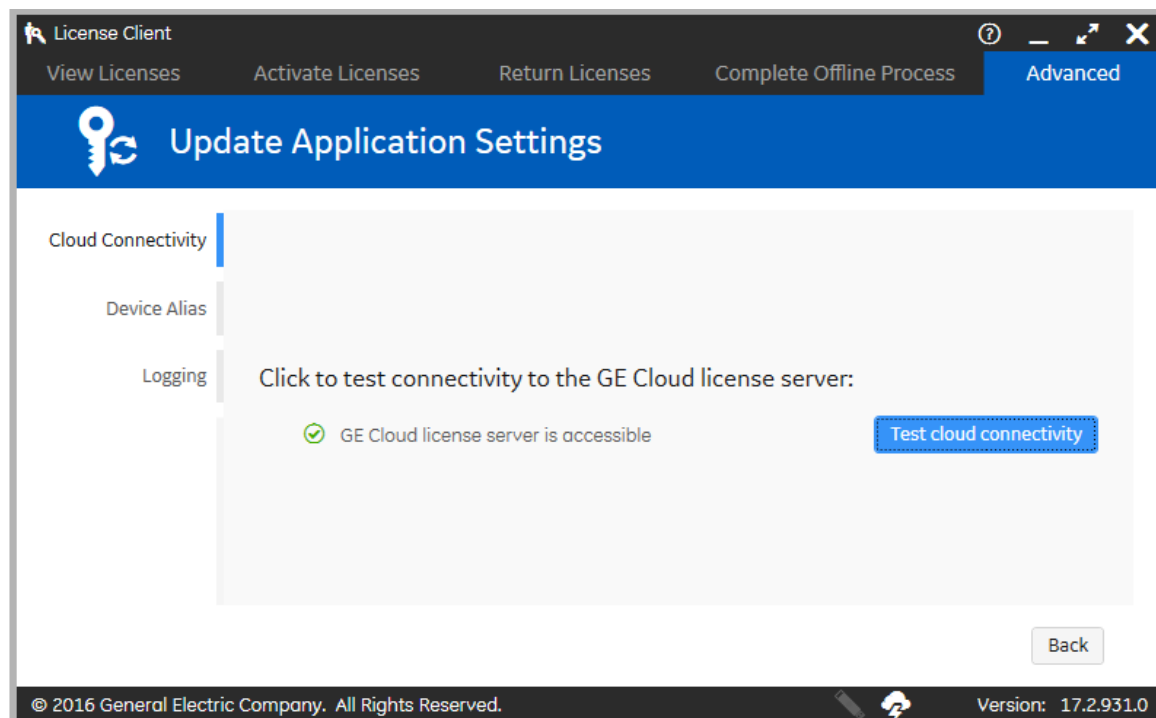 License Client
View Licenses Activate Licenses Return Licenses Complete Offline Process Advanced
Update Application Settings
Cloud Connectivity
Device Alias
Logging
Click to test connectivity to the GE Cloud license server:
GE Cloud license server is accessible Test cloud connectivity
Back
© 2016 General Electric Company. All Rights Reserved. Version: 17.2.931.0